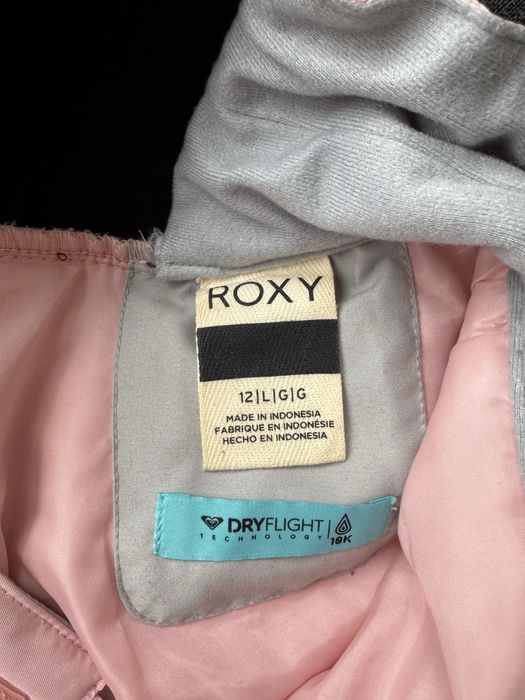 ROXY
12|L|G|G
MADE IN INDONESIA
FABRIQUE EN INDONÉSIE
HECHO EN INDONESIA
DRYFLIGHT
TECHNOLOGY
10K